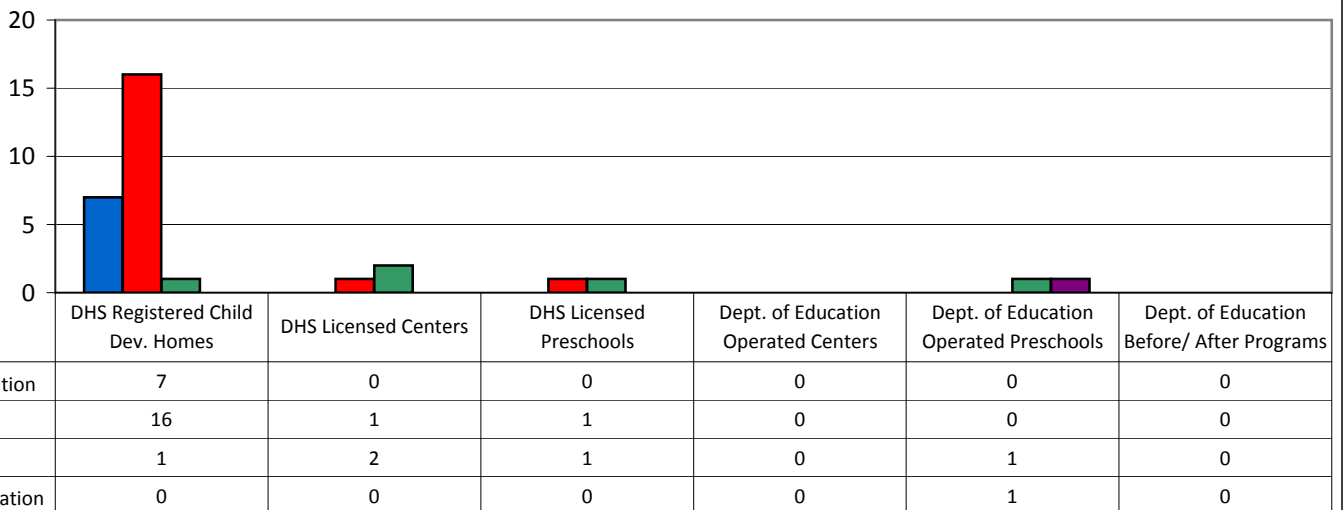 20
15
10
5
0
DHS Registered Child Dev. Homes
DHS Licensed Centers
DHS Licensed Preschools
Dept. of Education Operated Centers
Dept. of Education Operated Preschools
Dept. of Education Before/ After Programs
tion 7 0 0 0 0 0
16 1 1 0 0 0
1 2 1 0 1 0
ation 0 0 0 0 1 0